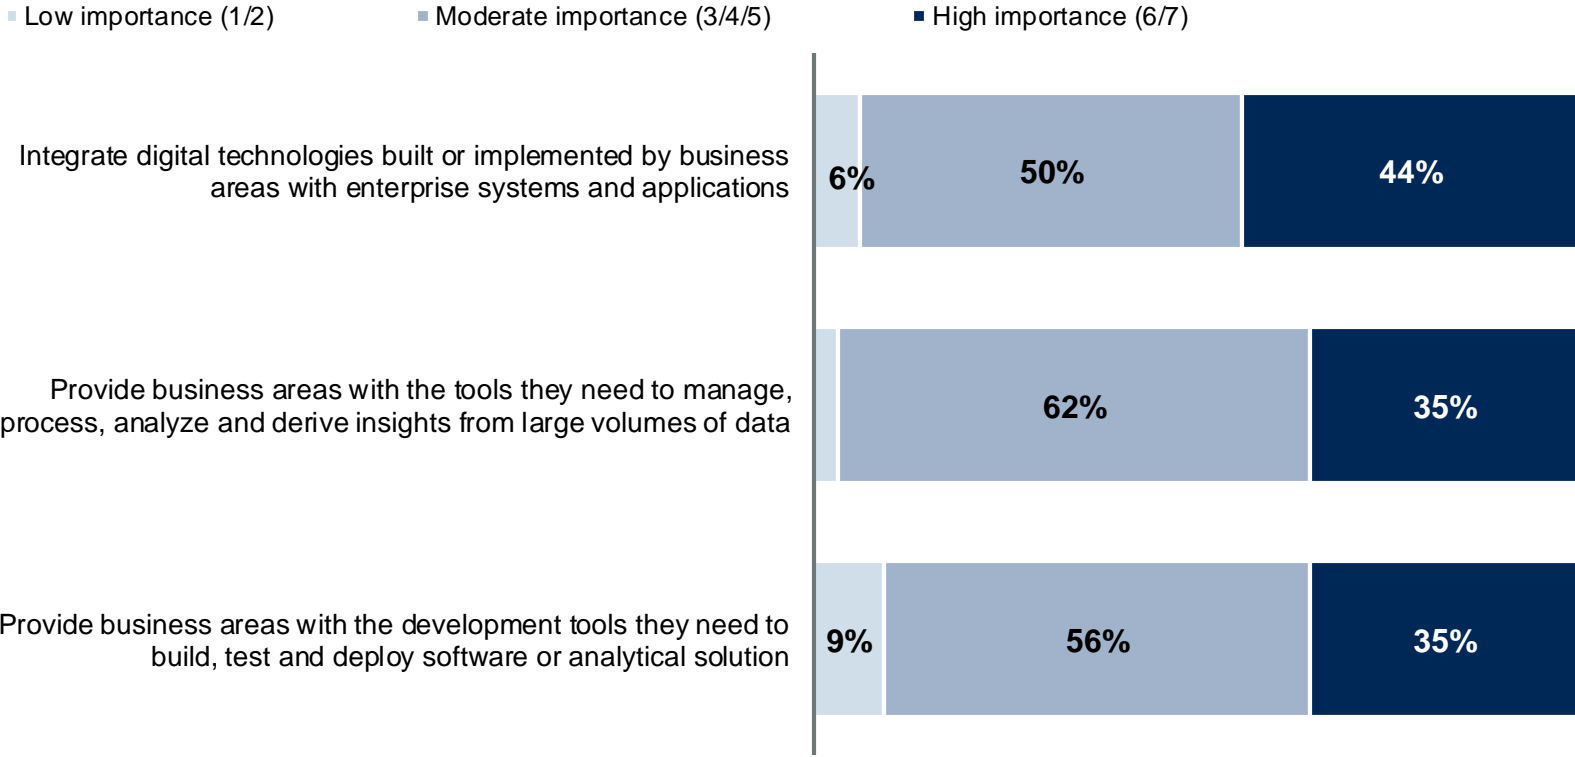 Low importance (1/2) Moderate importance (3/4/5) High importance (6/7)
Integrate digital technologies built or implemented by business
areas with enterprise systems and applications
6% 50% 44%
Provide business areas with the tools they need to manage,
process, analyze and derive insights from large volumes of data
62% 35%
Provide business areas with the development tools they need to
build, test and deploy software or analytical solution
9% 56% 35%